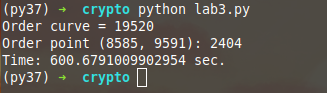 (py37) → crypto python lab3.py
Order curve = 19520
Order point (8585, 9591): 2404
Time: 600.6791009902954 sec.
(py37) → crypto